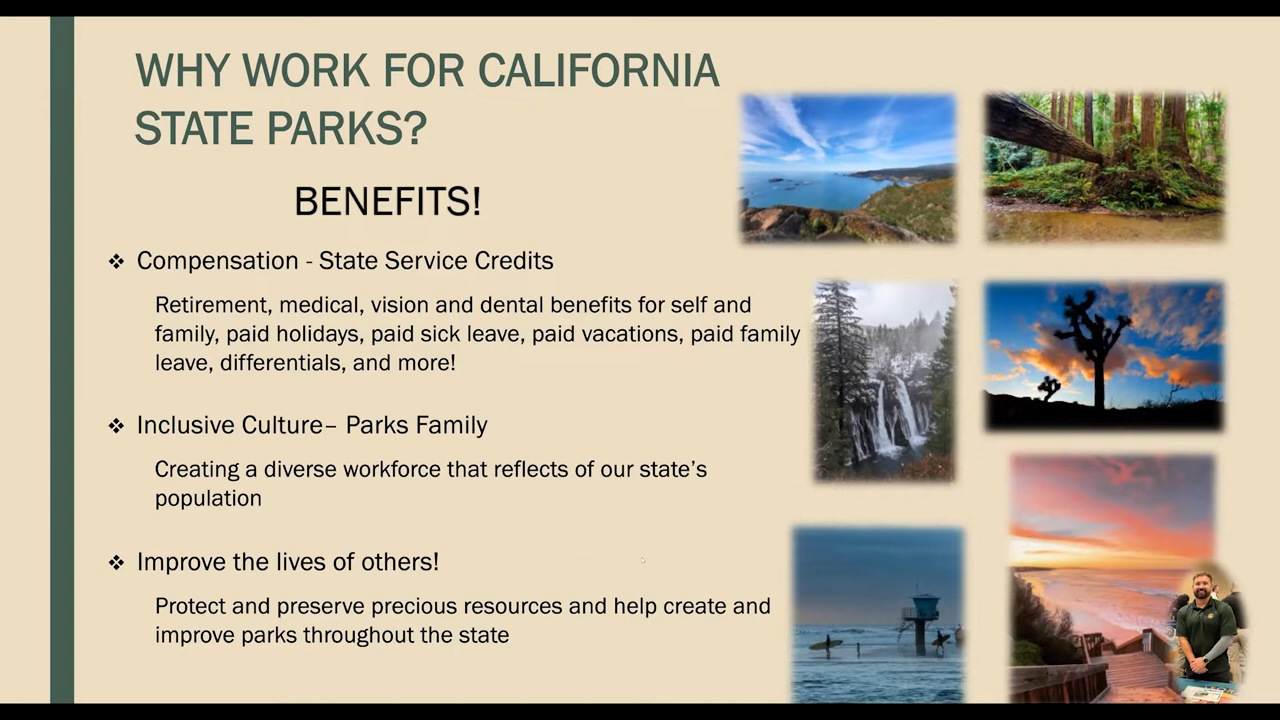 WHY WORK FOR CALIFORNIA
STATE PARKS?
BENEFITS!
❖ Compensation - State Service Credits
Retirement, medical, vision and dental benefits for self and
family, paid holidays, paid sick leave, paid vacations, paid family
leave, differentials, and more!
❖ Inclusive Culture– Parks Family
Creating a diverse workforce that reflects of our state’s
population
❖ Improve the lives of others!
Protect and preserve precious resources and help create and
improve parks throughout the state